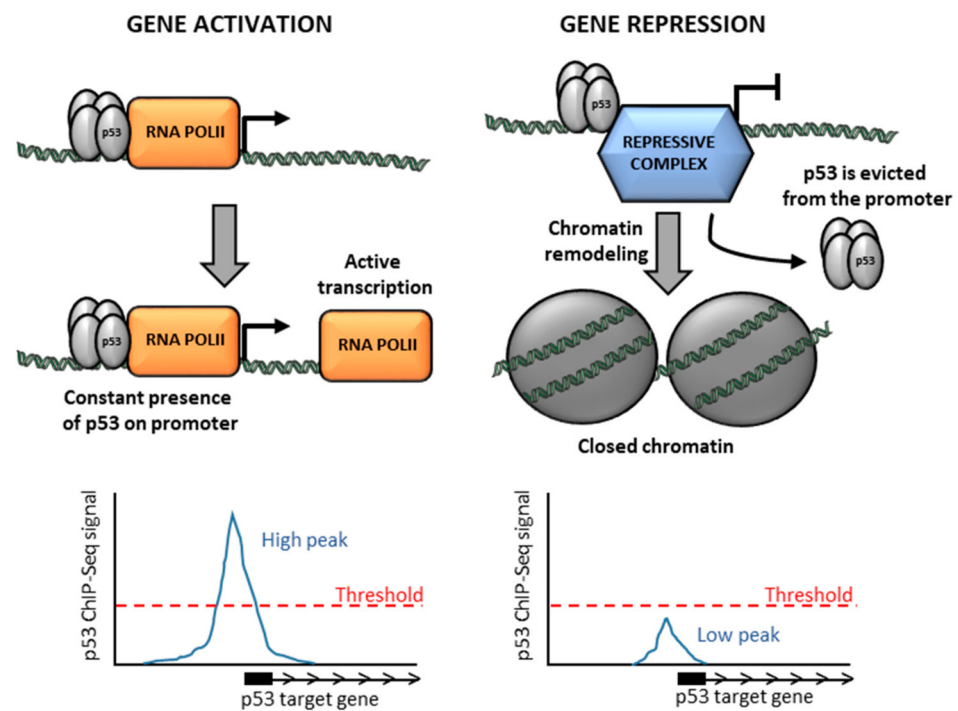 GENE ACTIVATION
p53
RNA POLII
Active
transcription
p53
RNA POLII
RNA POLII
Constant presence
of p53 on promoter
p53 ChIP-Seq signal
High peak
Threshold
p53 target gene
GENE REPRESSION
p53
REPRESSIVE
COMPLEX
p53 is evicted
from the promoter
p53
Chromatin
remodeling
Closed chromatin
p53 ChIP-Seq signal
Threshold
Low peak
p53 target gene